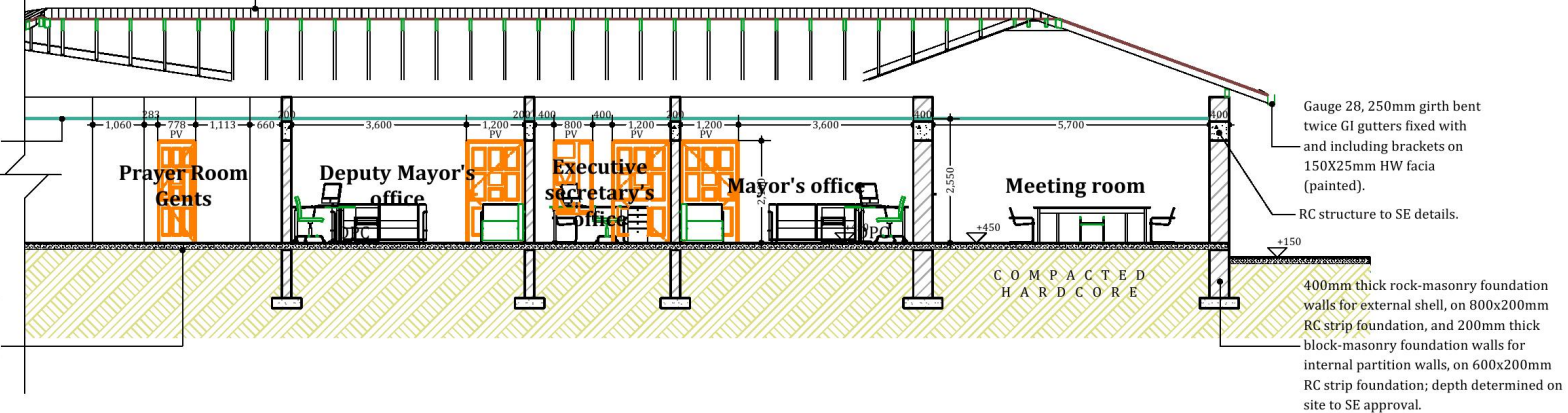 283
200
200
400
400
200
400
400
1,060
778
1,113
660
3,600
1,200
800
1,200
1,200
3,600
5,700
PV
PV
PV
PV
PV
Prayer Room
Gents
Deputy Mayor's
office
Executive
secretary's
office
Mayor's office
Meeting room
2,550
DPC
DPC
+450
+150
COMPACTED
HARDCORE
Gauge 28, 250mm girth bent
twice GI gutters fixed with
and including brackets on
150X25mm HW facia
(painted).
RC structure to SE details.
400mm thick rock-masonry foundation
walls for external shell, on 800x200mm
RC strip foundation, and 200mm thick
block-masonry foundation walls for
internal partition walls, on 600x200mm
RC strip foundation; depth determined on
site to SE approval.